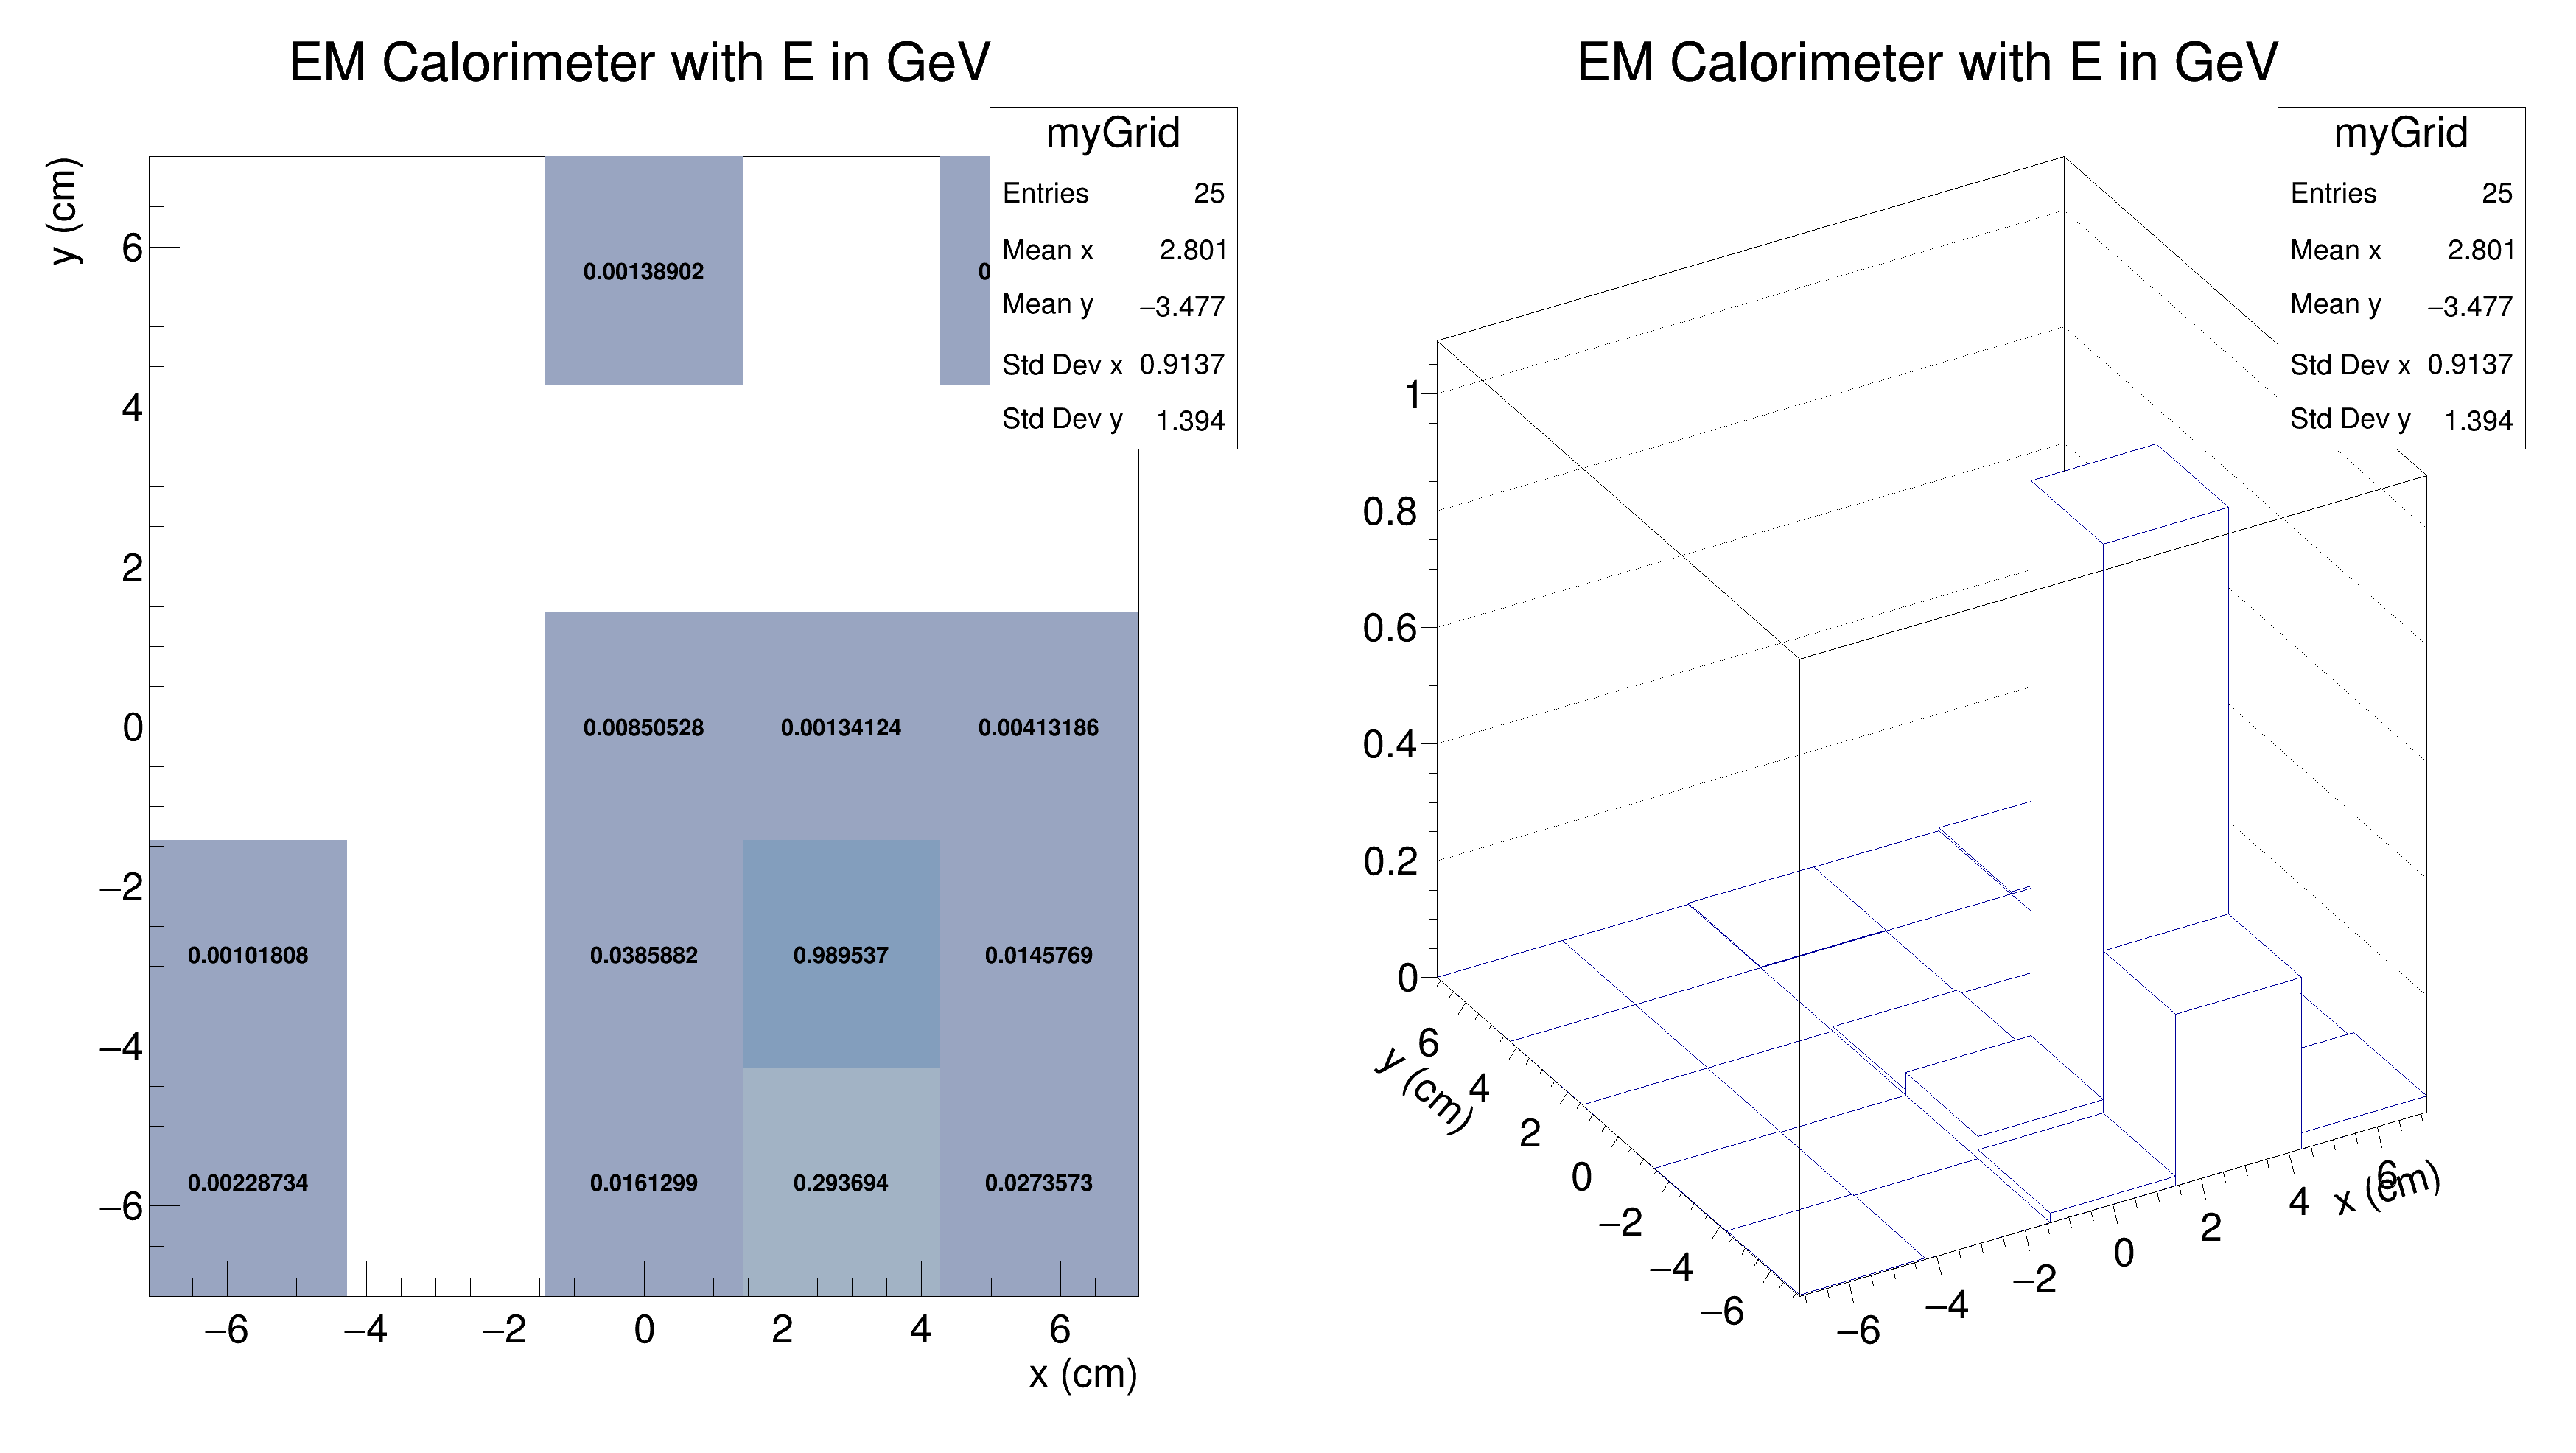 EM Calorimeter with E in GeV
myGrid
Entries 25
Mean x 2.801
Mean y −3.477
Std Dev x 0.9137
Std Dev y 1.394
y (cm)
6
4
2
0
−2
−4
−6
0.00138902
0.00850528 0.00134124 0.00413186
0.00101808 0.0385882 0.989537 0.0145769
0.00228734 0.0161299 0.293694 0.0273573
−6 −4 −2 0 2 4 6
x (cm)
EM Calorimeter with E in GeV
myGrid
Entries 25
Mean x 2.801
Mean y −3.477
Std Dev x 0.9137
Std Dev y 1.394
1
0.8
0.6
0.4
0.2
0
6
4
2
0
−2
−4
−6
y (cm)
−6
−4
−2
0
2
4
6
x (cm)